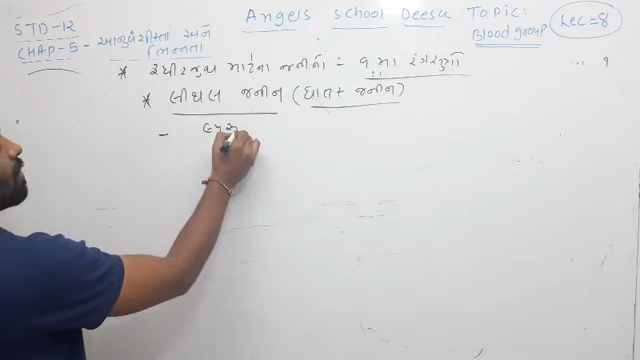 STD-12 Angels School Deesa Topic: Lec=8
CHAP-5 - આનુવંશીકતા અને ભિન્નતા Blood group
* રૂધીરજુથ માટેના જનીનો = ૧ મા રંગસુત્રો
* લીથલ જનીન (ઘાતક જનીન)
-